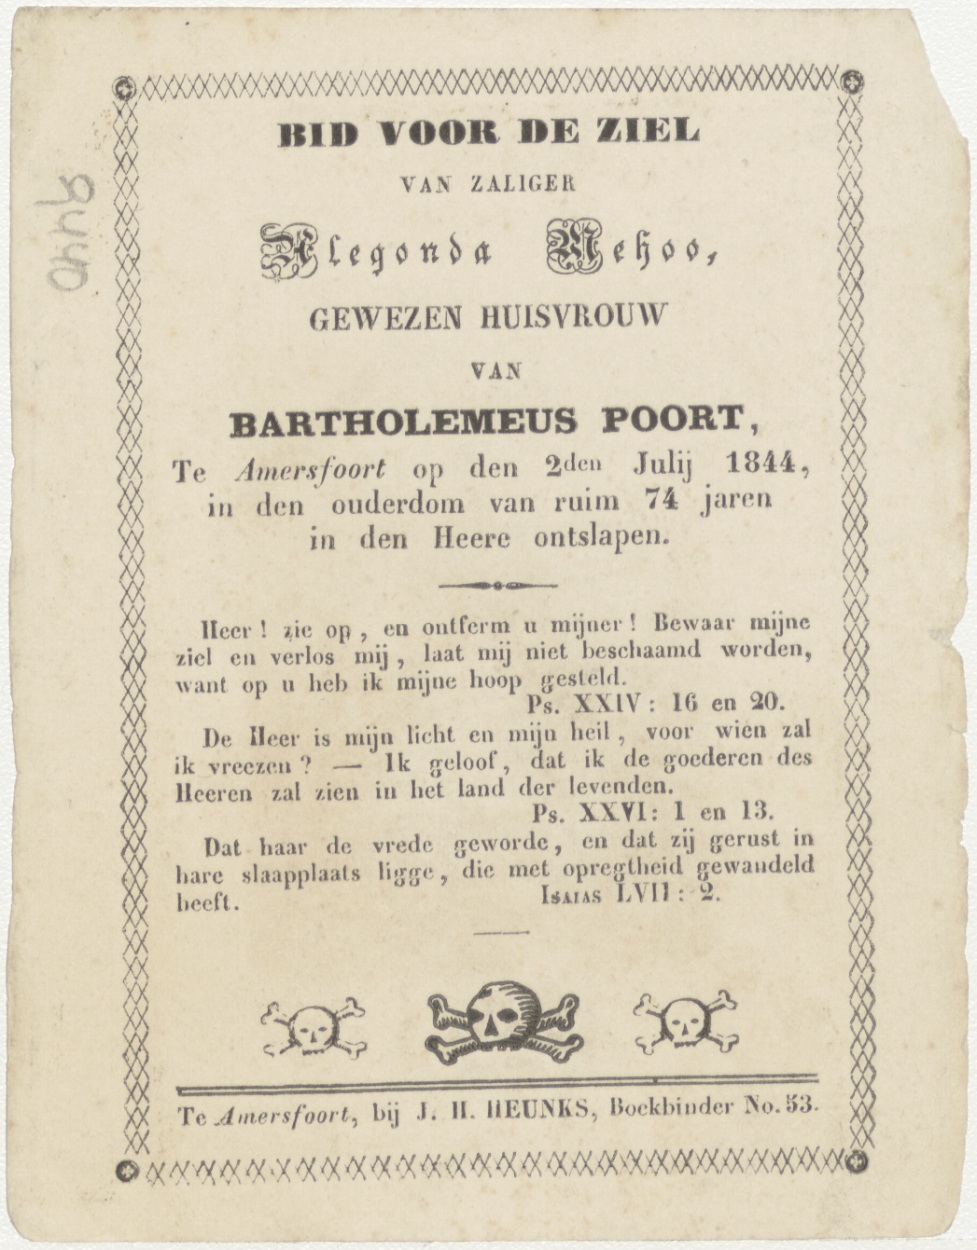 BID VOOR DE ZIEL
VAN ZALIGER
Alegonda Mehoo,
GEWEZEN HUISVROUW
VAN
BARTHOLEMEUS POORT,
Te Amersfoort op den 2den Julij 1844,
in den ouderdom van ruim 74 jaren
in den Heere ontslapen.
Heer! zie op, en ontferm u mijner! Bewaar mijne
ziel en verlos mij, laat mij niet beschaamd worden,
want op u heb ik mijne hoop gesteld.
Ps. XXIV: 16 en 20.
De Heer is mijn licht en mijn heil, voor wien zal
ik vreezen? — Ik geloof, dat ik de goederen des
Heeren zal zien in het land der levenden.
Ps. XXVI: 1 en 13.
Dat haar de vrede geworde, en dat zij gerust in
hare slaapplaats ligge, die met opregtheid gewandeld
heeft. ISAIAS LVII: 2.
Te Amersfoort, bij J. H. HEUNKS, Boekbinder No. 53.